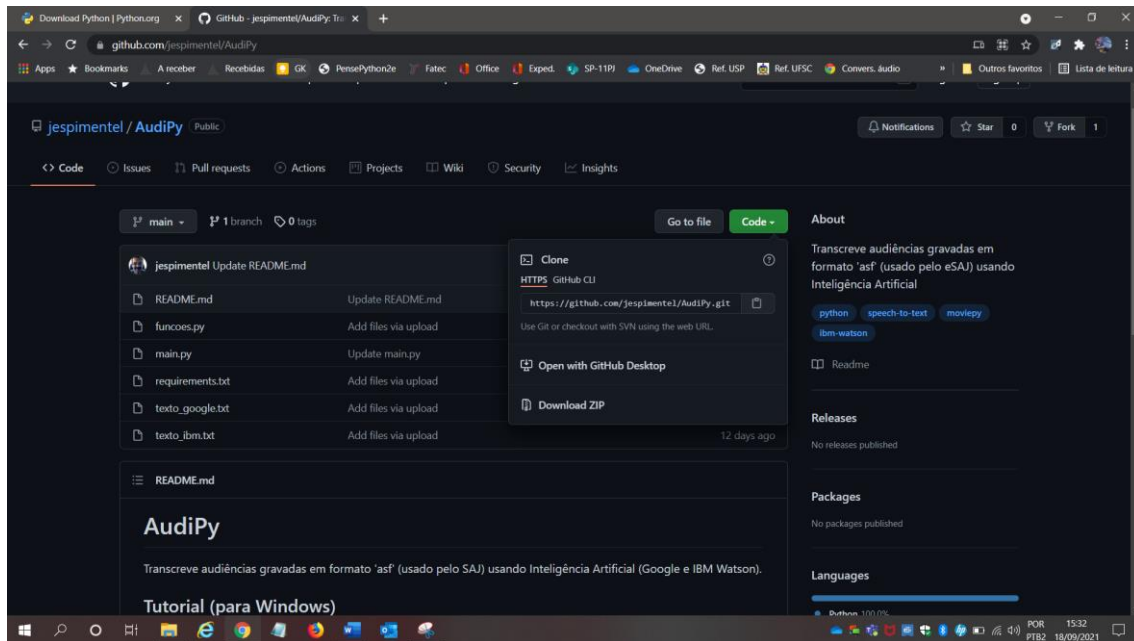 Download Python | Python.org
GitHub - jespimentel/AudiPy: Tra
github.com/jespimentel/AudiPy
Apps Bookmarks A receber Recebidas GK PensePython2e Fatec Office Exped. SP-11PJ OneDrive Ref. USP Ref. UFSC Convers. áudio » Outros favoritos Lista de leitura
jespimentel / AudiPy Public
Notifications Star 0 Fork 1
Code Issues Pull requests Actions Projects Wiki Security Insights
main 1 branch 0 tags Go to file Code
jespimentel Update README.md
README.md Update README.md
funcoes.py Add files via upload
main.py Update main.py
requirements.txt Add files via upload
texto_google.txt Add files via upload
texto_ibm.txt Add files via upload 12 days ago
Clone
HTTPS GitHub CLI
https://github.com/jespimentel/AudiPy.git
Use Git or checkout with SVN using the web URL.
Open with GitHub Desktop
Download ZIP
README.md
AudiPy
Transcreve audiências gravadas em formato 'asf' (usado pelo SAJ) usando Inteligência Artificial (Google e IBM Watson).
Tutorial (para Windows)
About
Transcreve audiências gravadas em
formato 'asf' (usado pelo eSAJ) usando
Inteligência Artificial
python speech-to-text moviepy
ibm-watson
Readme
Releases
No releases published
Packages
No packages published
Languages
Python 100.0%
POR 15:32
PTB2 18/09/2021